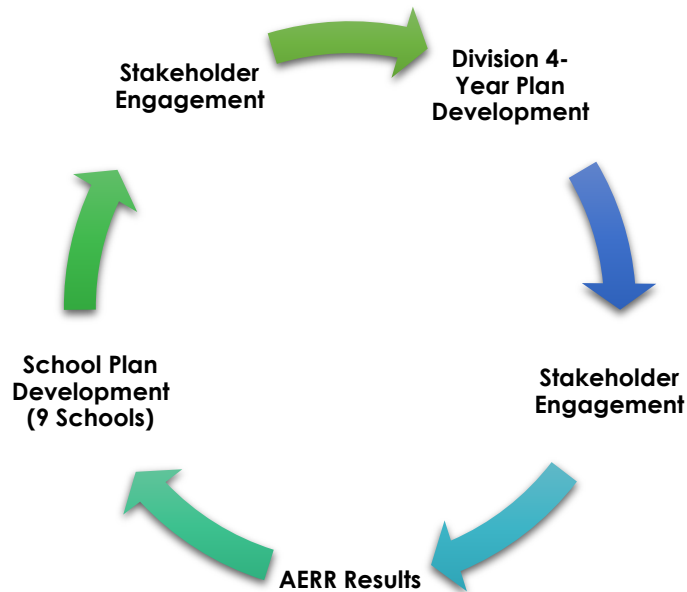 Stakeholder
Engagement
Division 4-
Year Plan
Development
Stakeholder
Engagement
AERR Results
School Plan
Development
(9 Schools)